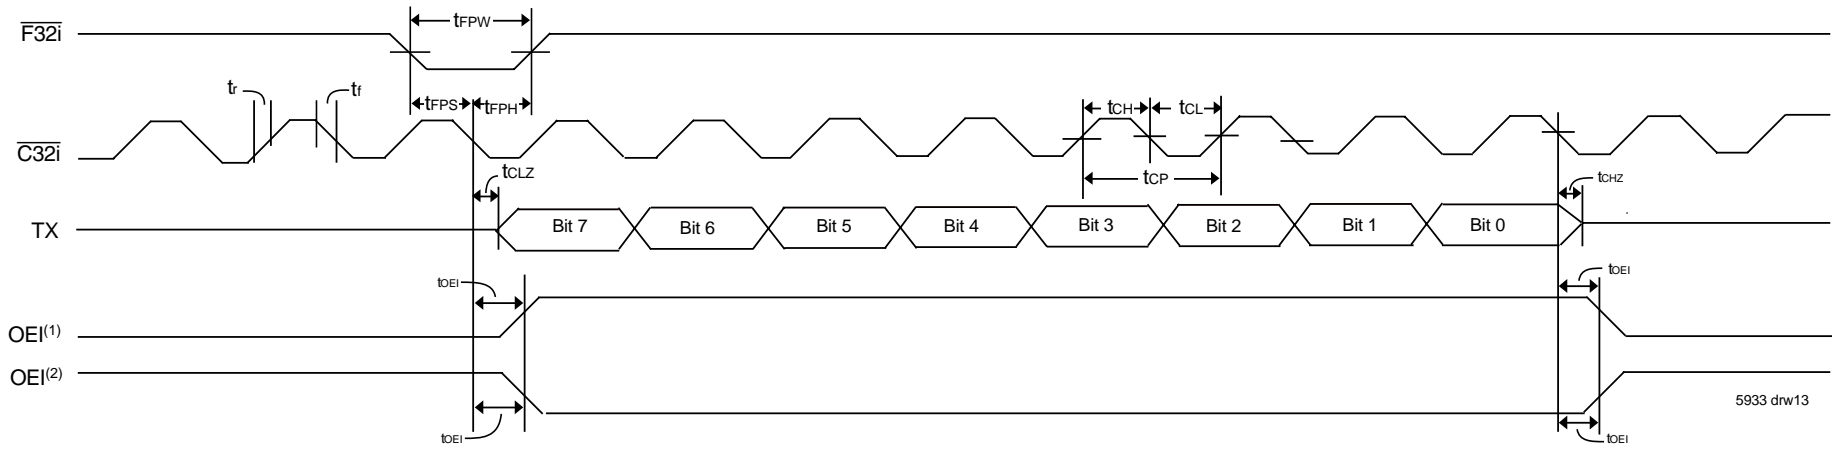 tFPW
F32i
tr
tf
tFPS
tFPH
tCH
tCL
C32i
tCLZ
tCP
tCHZ
TX
Bit 7
Bit 6
Bit 5
Bit 4
Bit 3
Bit 2
Bit 1
Bit 0
tOEI
tOEI
OEI(1)
OEI(2)
5933 drw13
tOEI
tOEI